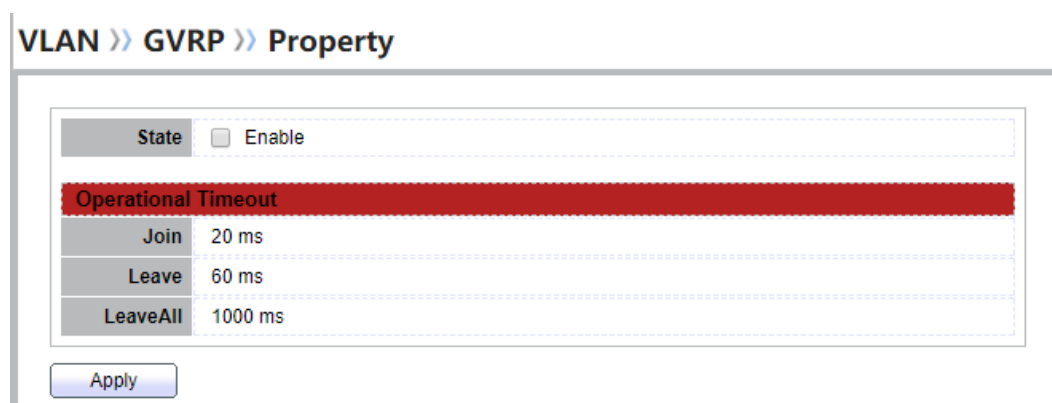 VLAN 》 GVRP 》 Property
State Enable
Operational Timeout
Join 20 ms
Leave 60 ms
LeaveAll 1000 ms
Apply